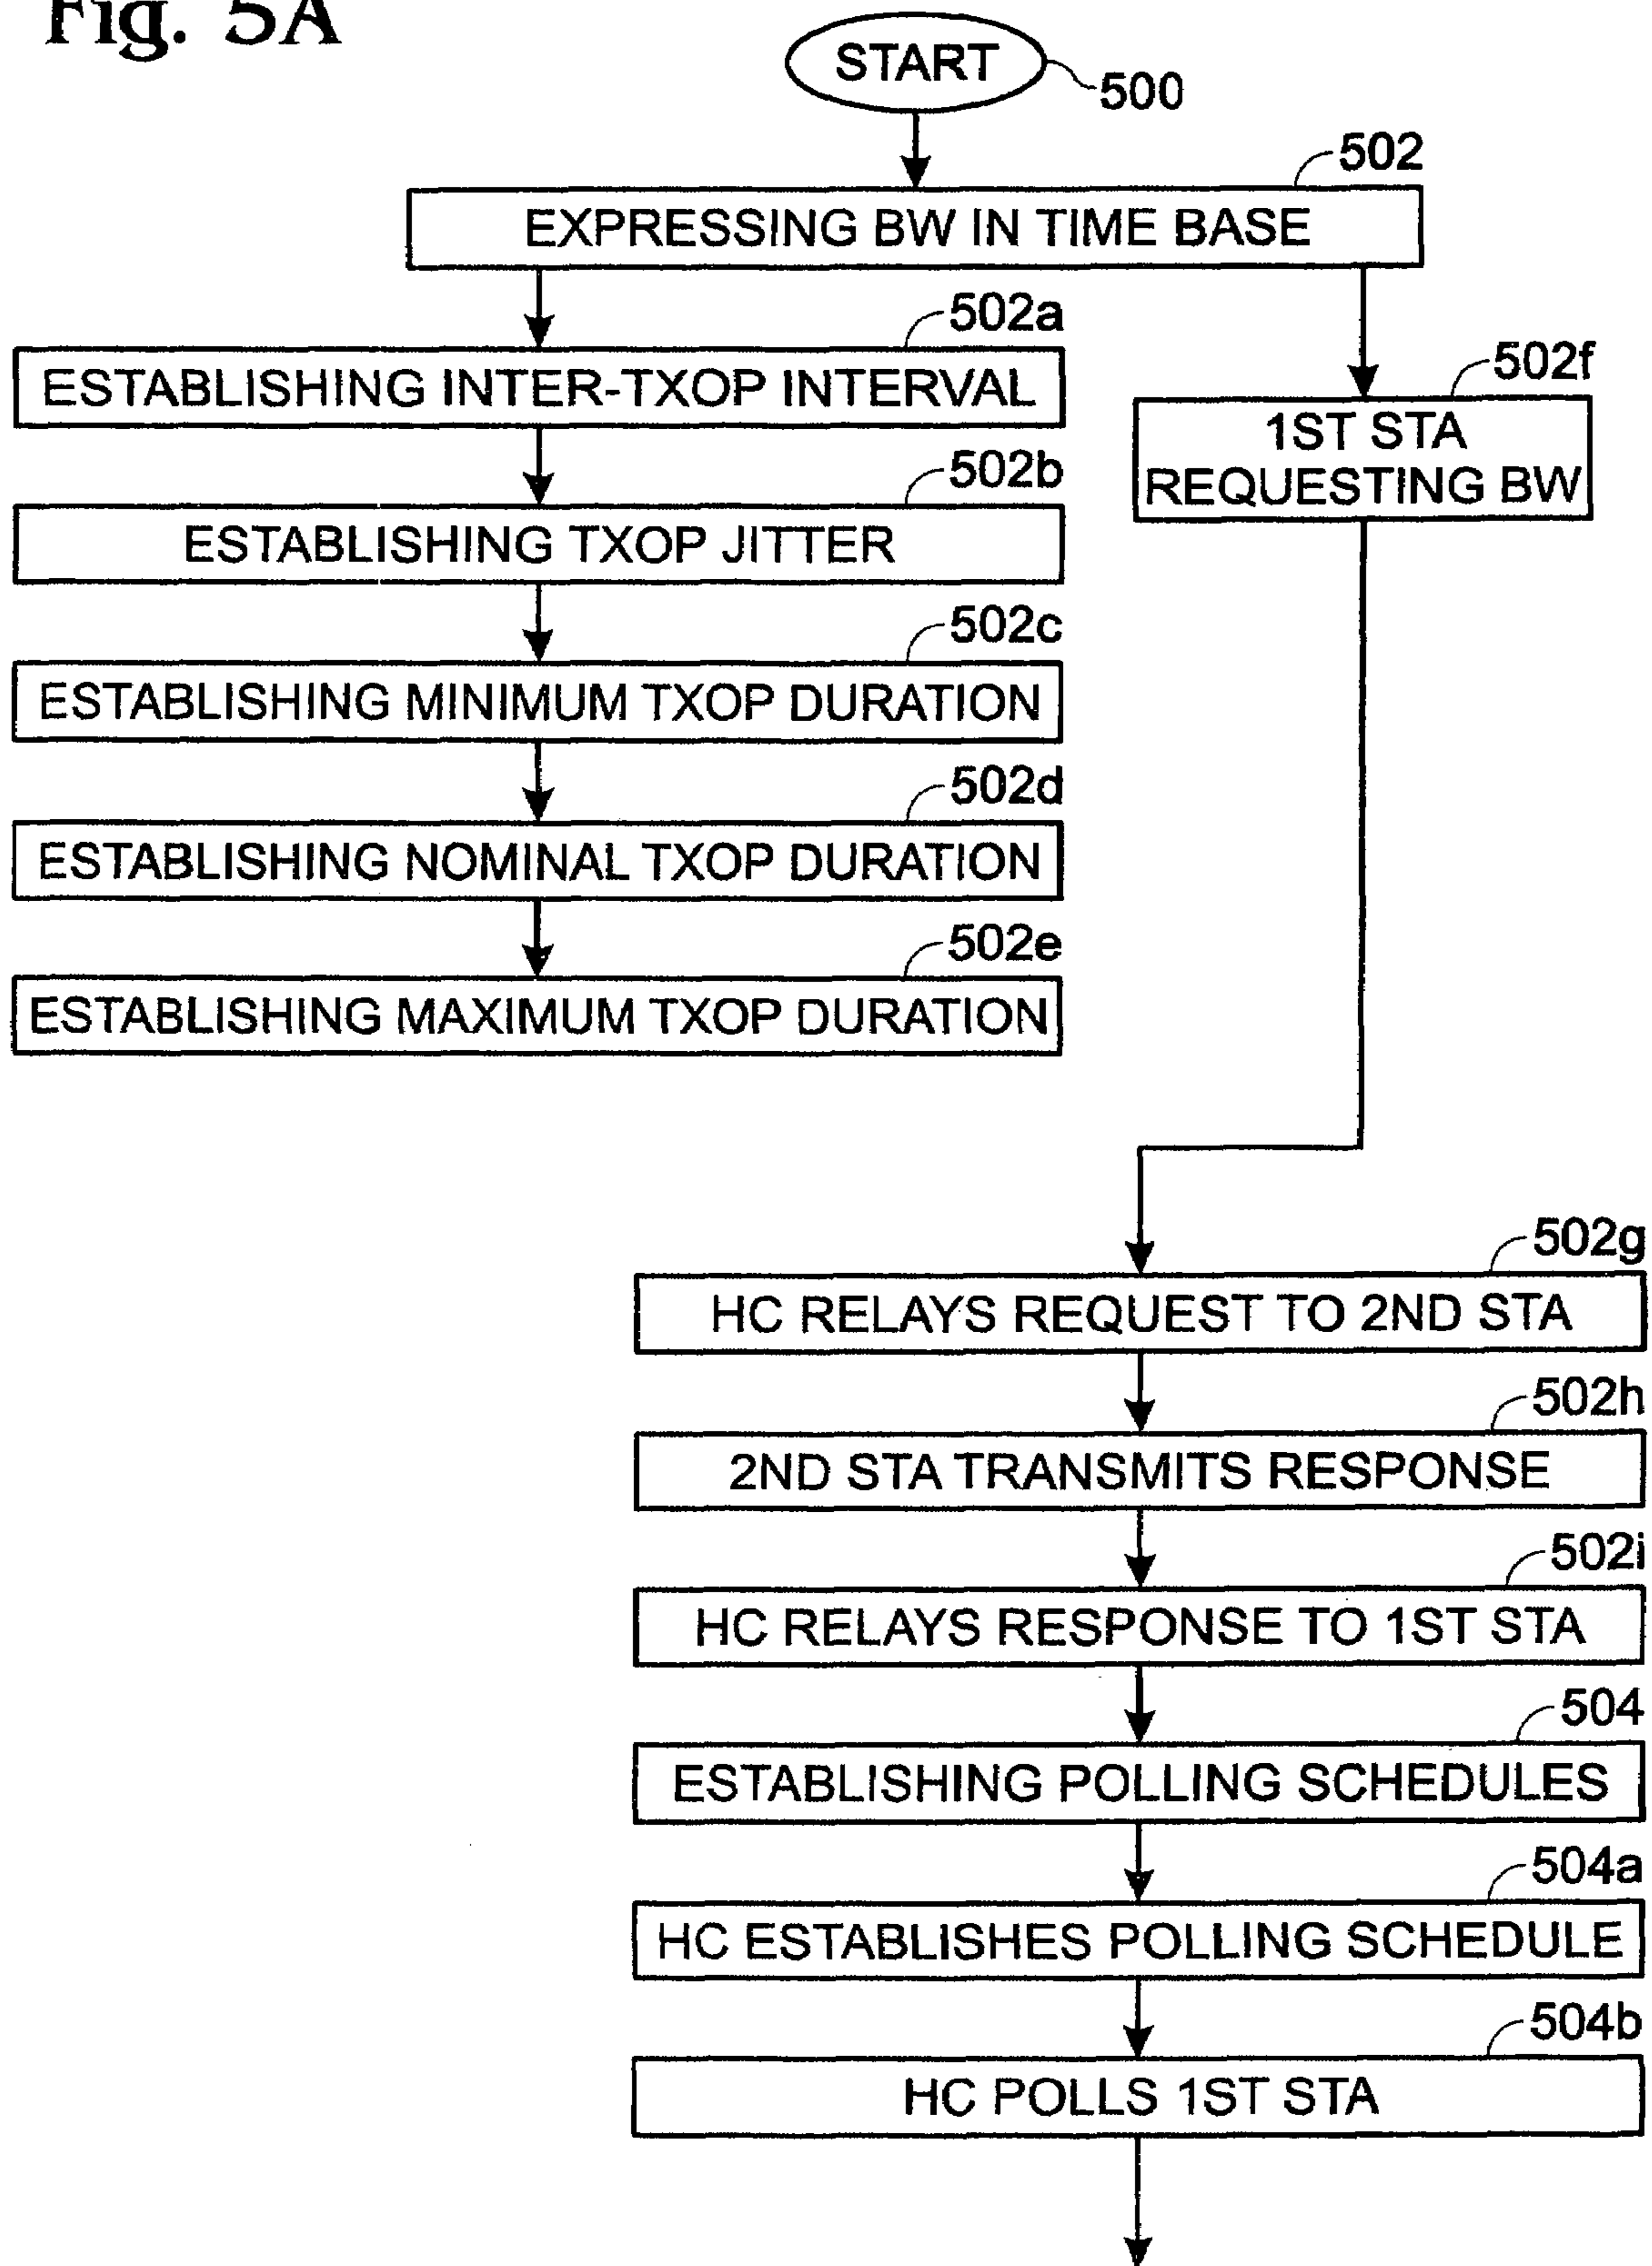 Fig. 5A
START
500
502
EXPRESSING BW IN TIME BASE
502a
ESTABLISHING INTER-TXOP INTERVAL
502f
1ST STA
REQUESTING BW
502b
ESTABLISHING TXOP JITTER
502c
ESTABLISHING MINIMUM TXOP DURATION
502d
ESTABLISHING NOMINAL TXOP DURATION
502e
ESTABLISHING MAXIMUM TXOP DURATION
502g
HC RELAYS REQUEST TO 2ND STA
502h
2ND STA TRANSMITS RESPONSE
502i
HC RELAYS RESPONSE TO 1ST STA
504
ESTABLISHING POLLING SCHEDULES
504a
HC ESTABLISHES POLLING SCHEDULE
504b
HC POLLS 1ST STA